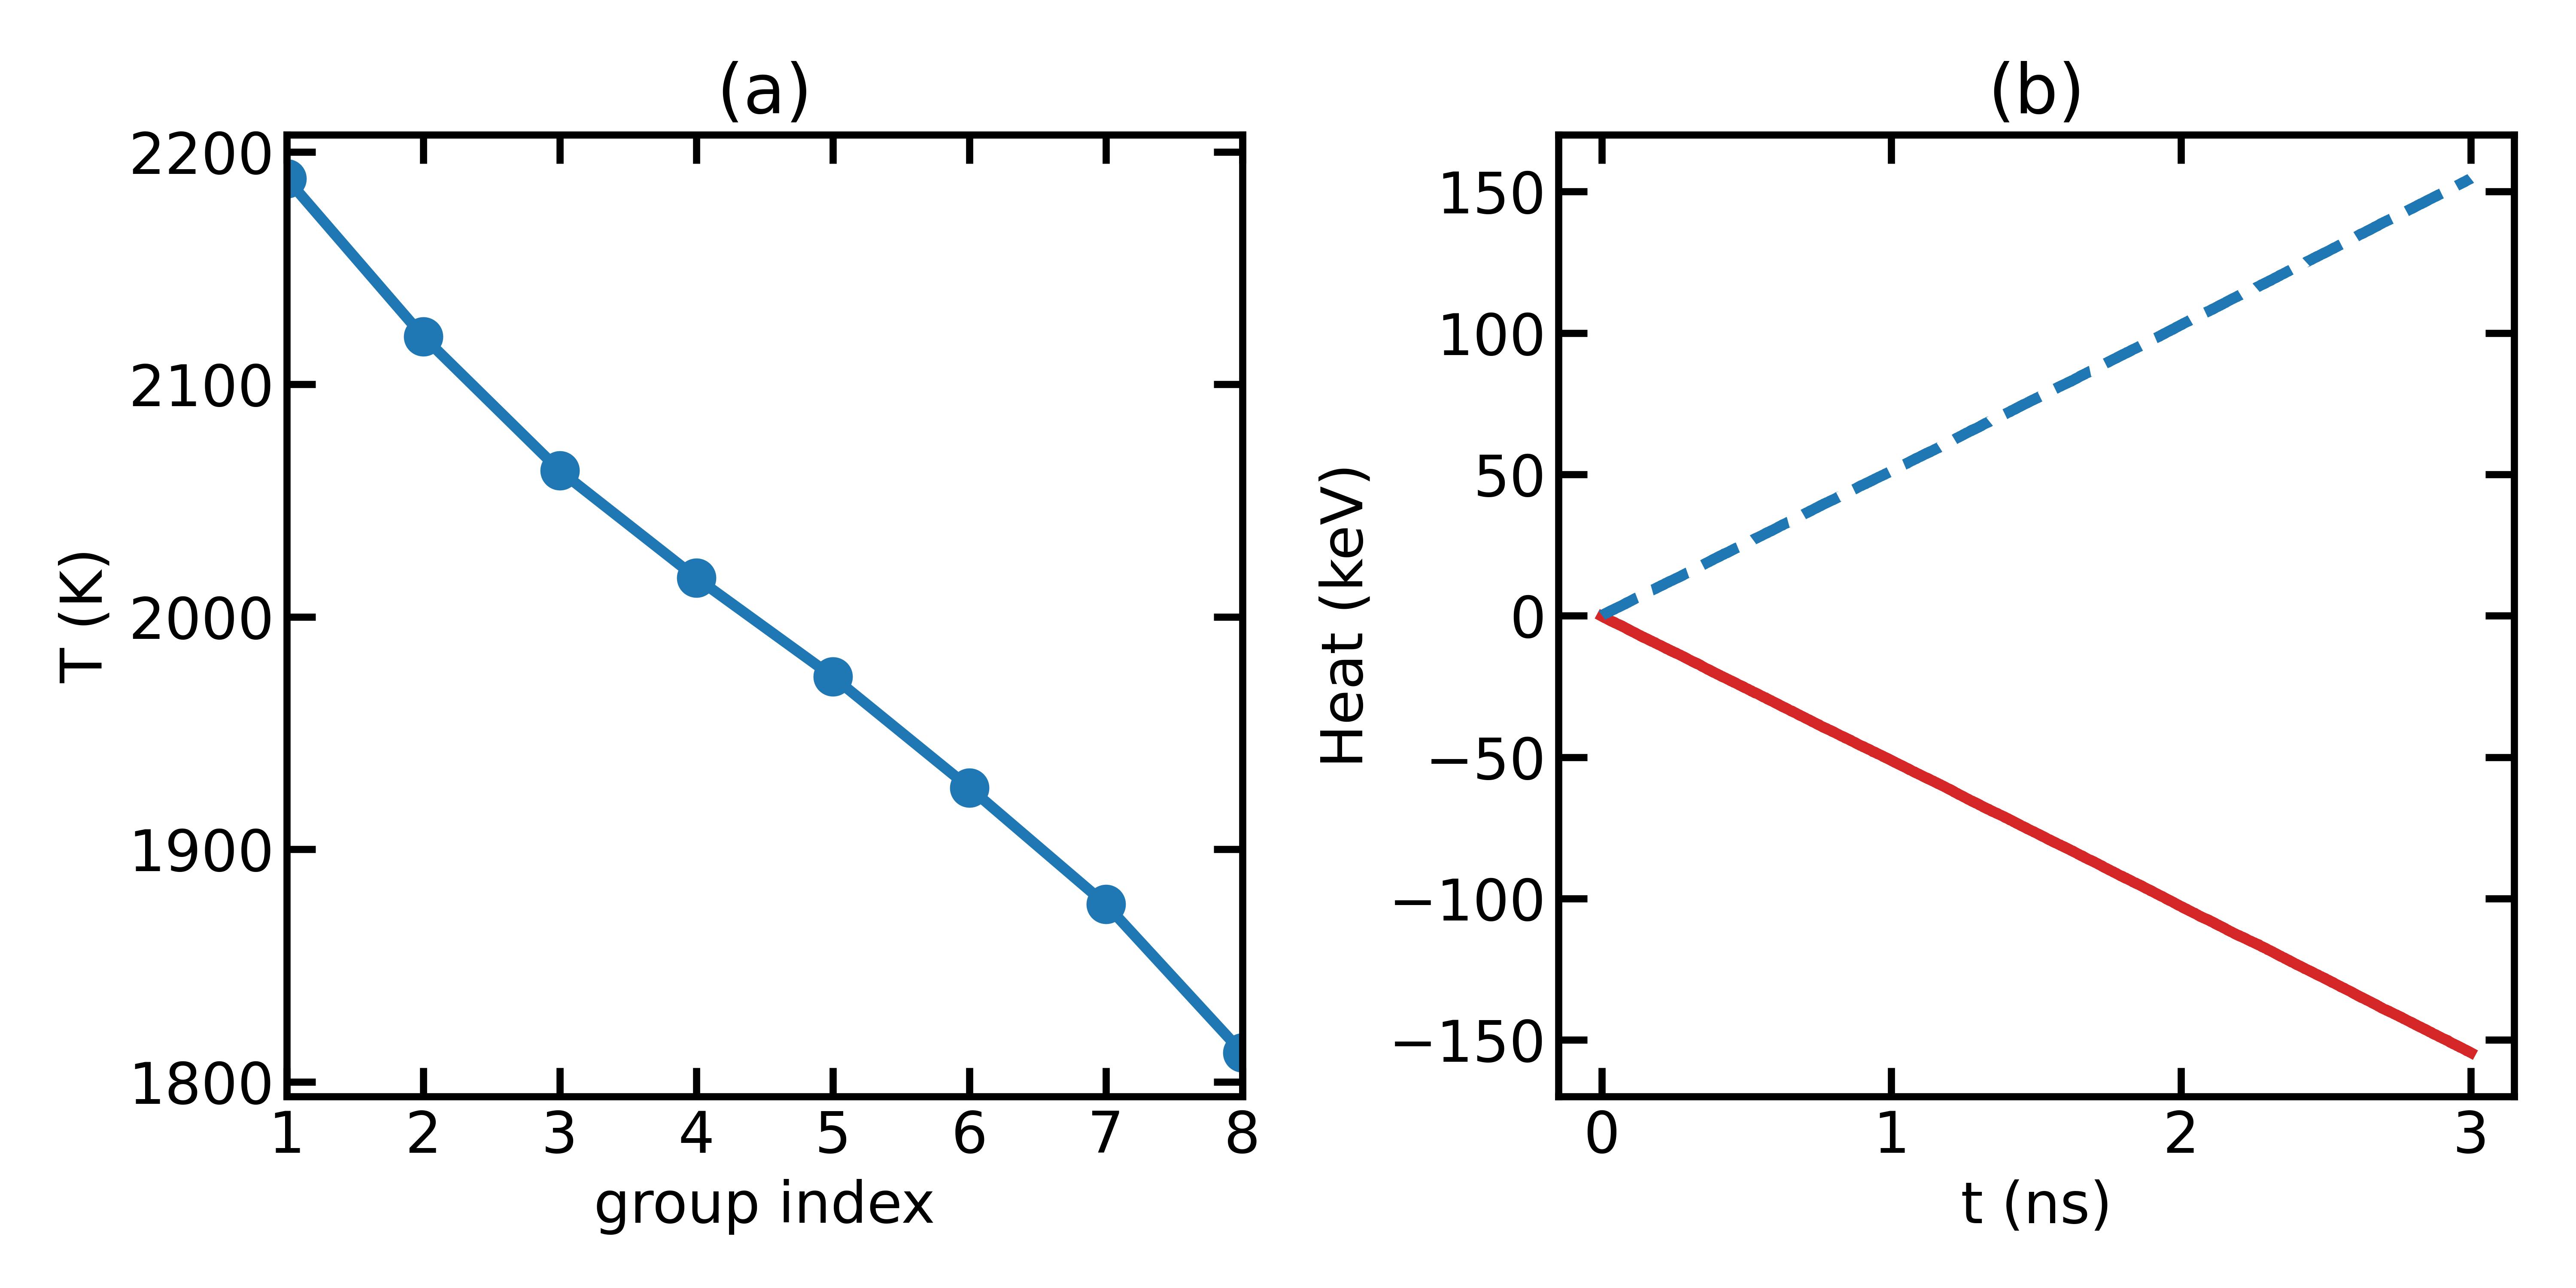 (a)
2200
2100
2000
1900
1800
T (K)
1 2 3 4 5 6 7 8
group index
(b)
150
100
50
0
−50
−100
−150
Heat (keV)
0 1 2 3
t (ns)